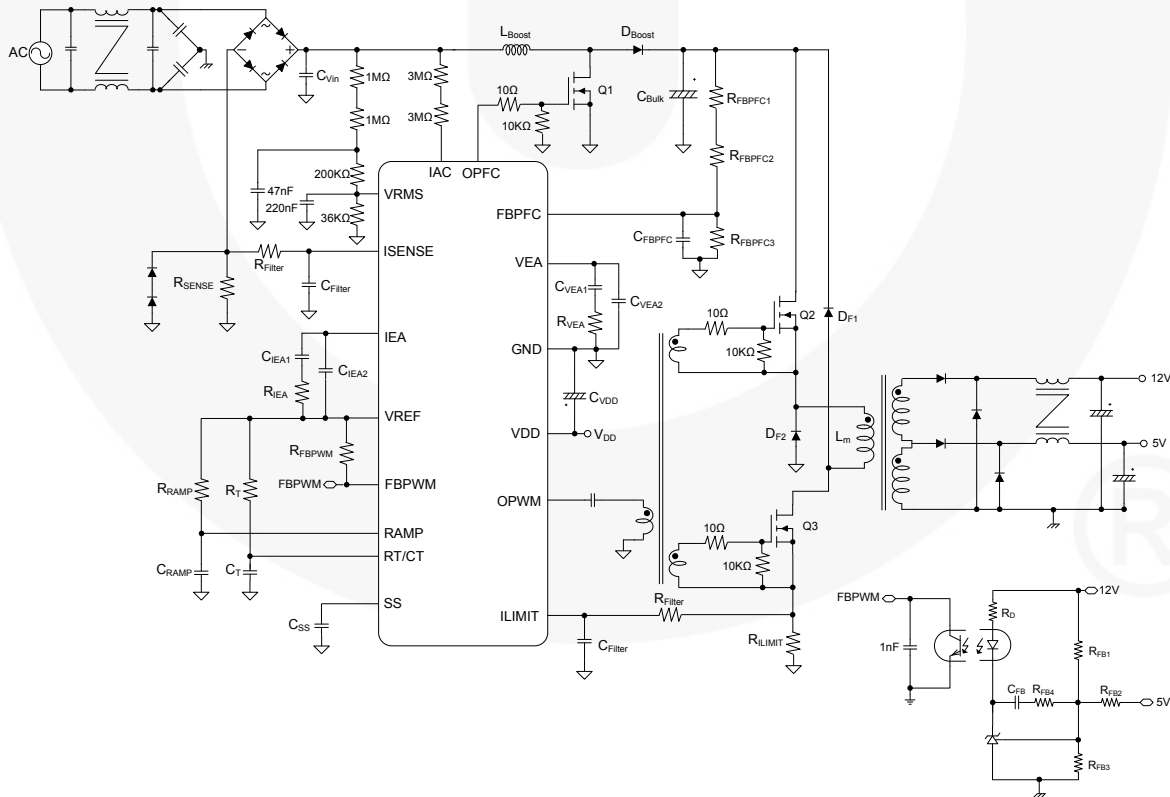 AC
L_Boost
D_Boost
C_Vin
1MΩ
3MΩ
1MΩ
3MΩ
10Ω
10KΩ
Q1
C_Bulk
R_FBPFC1
R_FBPFC2
47nF
220nF
200KΩ
36KΩ
IAC OPFC
VRMS
FBPFC
C_FBPFC
R_FBPFC3
ISENSE
R_Filter
R_SENSE
C_Filter
VEA
C_VEA1
C_VEA2
R_VEA
10Ω
Q2
D_F1
10KΩ
IEA
C_IEA1
C_IEA2
R_IEA
GND
C_VDD
12V
VREF
R_FBPWM
VDD
V_DD
D_F2
L_m
5V
FBPWM
FBPWM
R_RAMP
R_T
OPWM
10Ω
Q3
10KΩ
RAMP
RT/CT
C_RAMP
C_T
SS
C_SS
ILIMIT
R_Filter
C_Filter
R_ILIMIT
FBPWM
1nF
12V
R_D
R_FB1
C_FB
R_FB4
R_FB2
5V
R_FB3
R